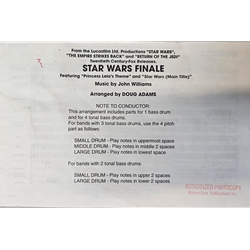 From the Lucasfilm Ltd. Productions "STAR WARS",
"THE EMPIRE STRIKES BACK" and "RETURN OF THE JEDI"
Twentieth Century-Fox Releases.
STAR WARS FINALE
Featuring "Princess Leia's Theme" and "Star Wars (Main Title)"
Music by John Williams
Arranged by DOUG ADAMS
NOTE TO CONDUCTOR:
This arrangement includes parts for 1 bass drum
and for 4 tonal bass drums.
For bands with 3 tonal bass drums, use the 4 pitch
part as follows:
SMALL DRUM - Play notes in uppermost space
MIDDLE DRUM - Play notes in middle 2 spaces
LARGE DRUM - Play notes in lowest space
For bands with 2 tonal bass drums:
SMALL DRUM - Play notes in upper 2 spaces
LARGE DRUM - Play notes in lower 2 spaces
AUTHORIZED PHOTOCOPY